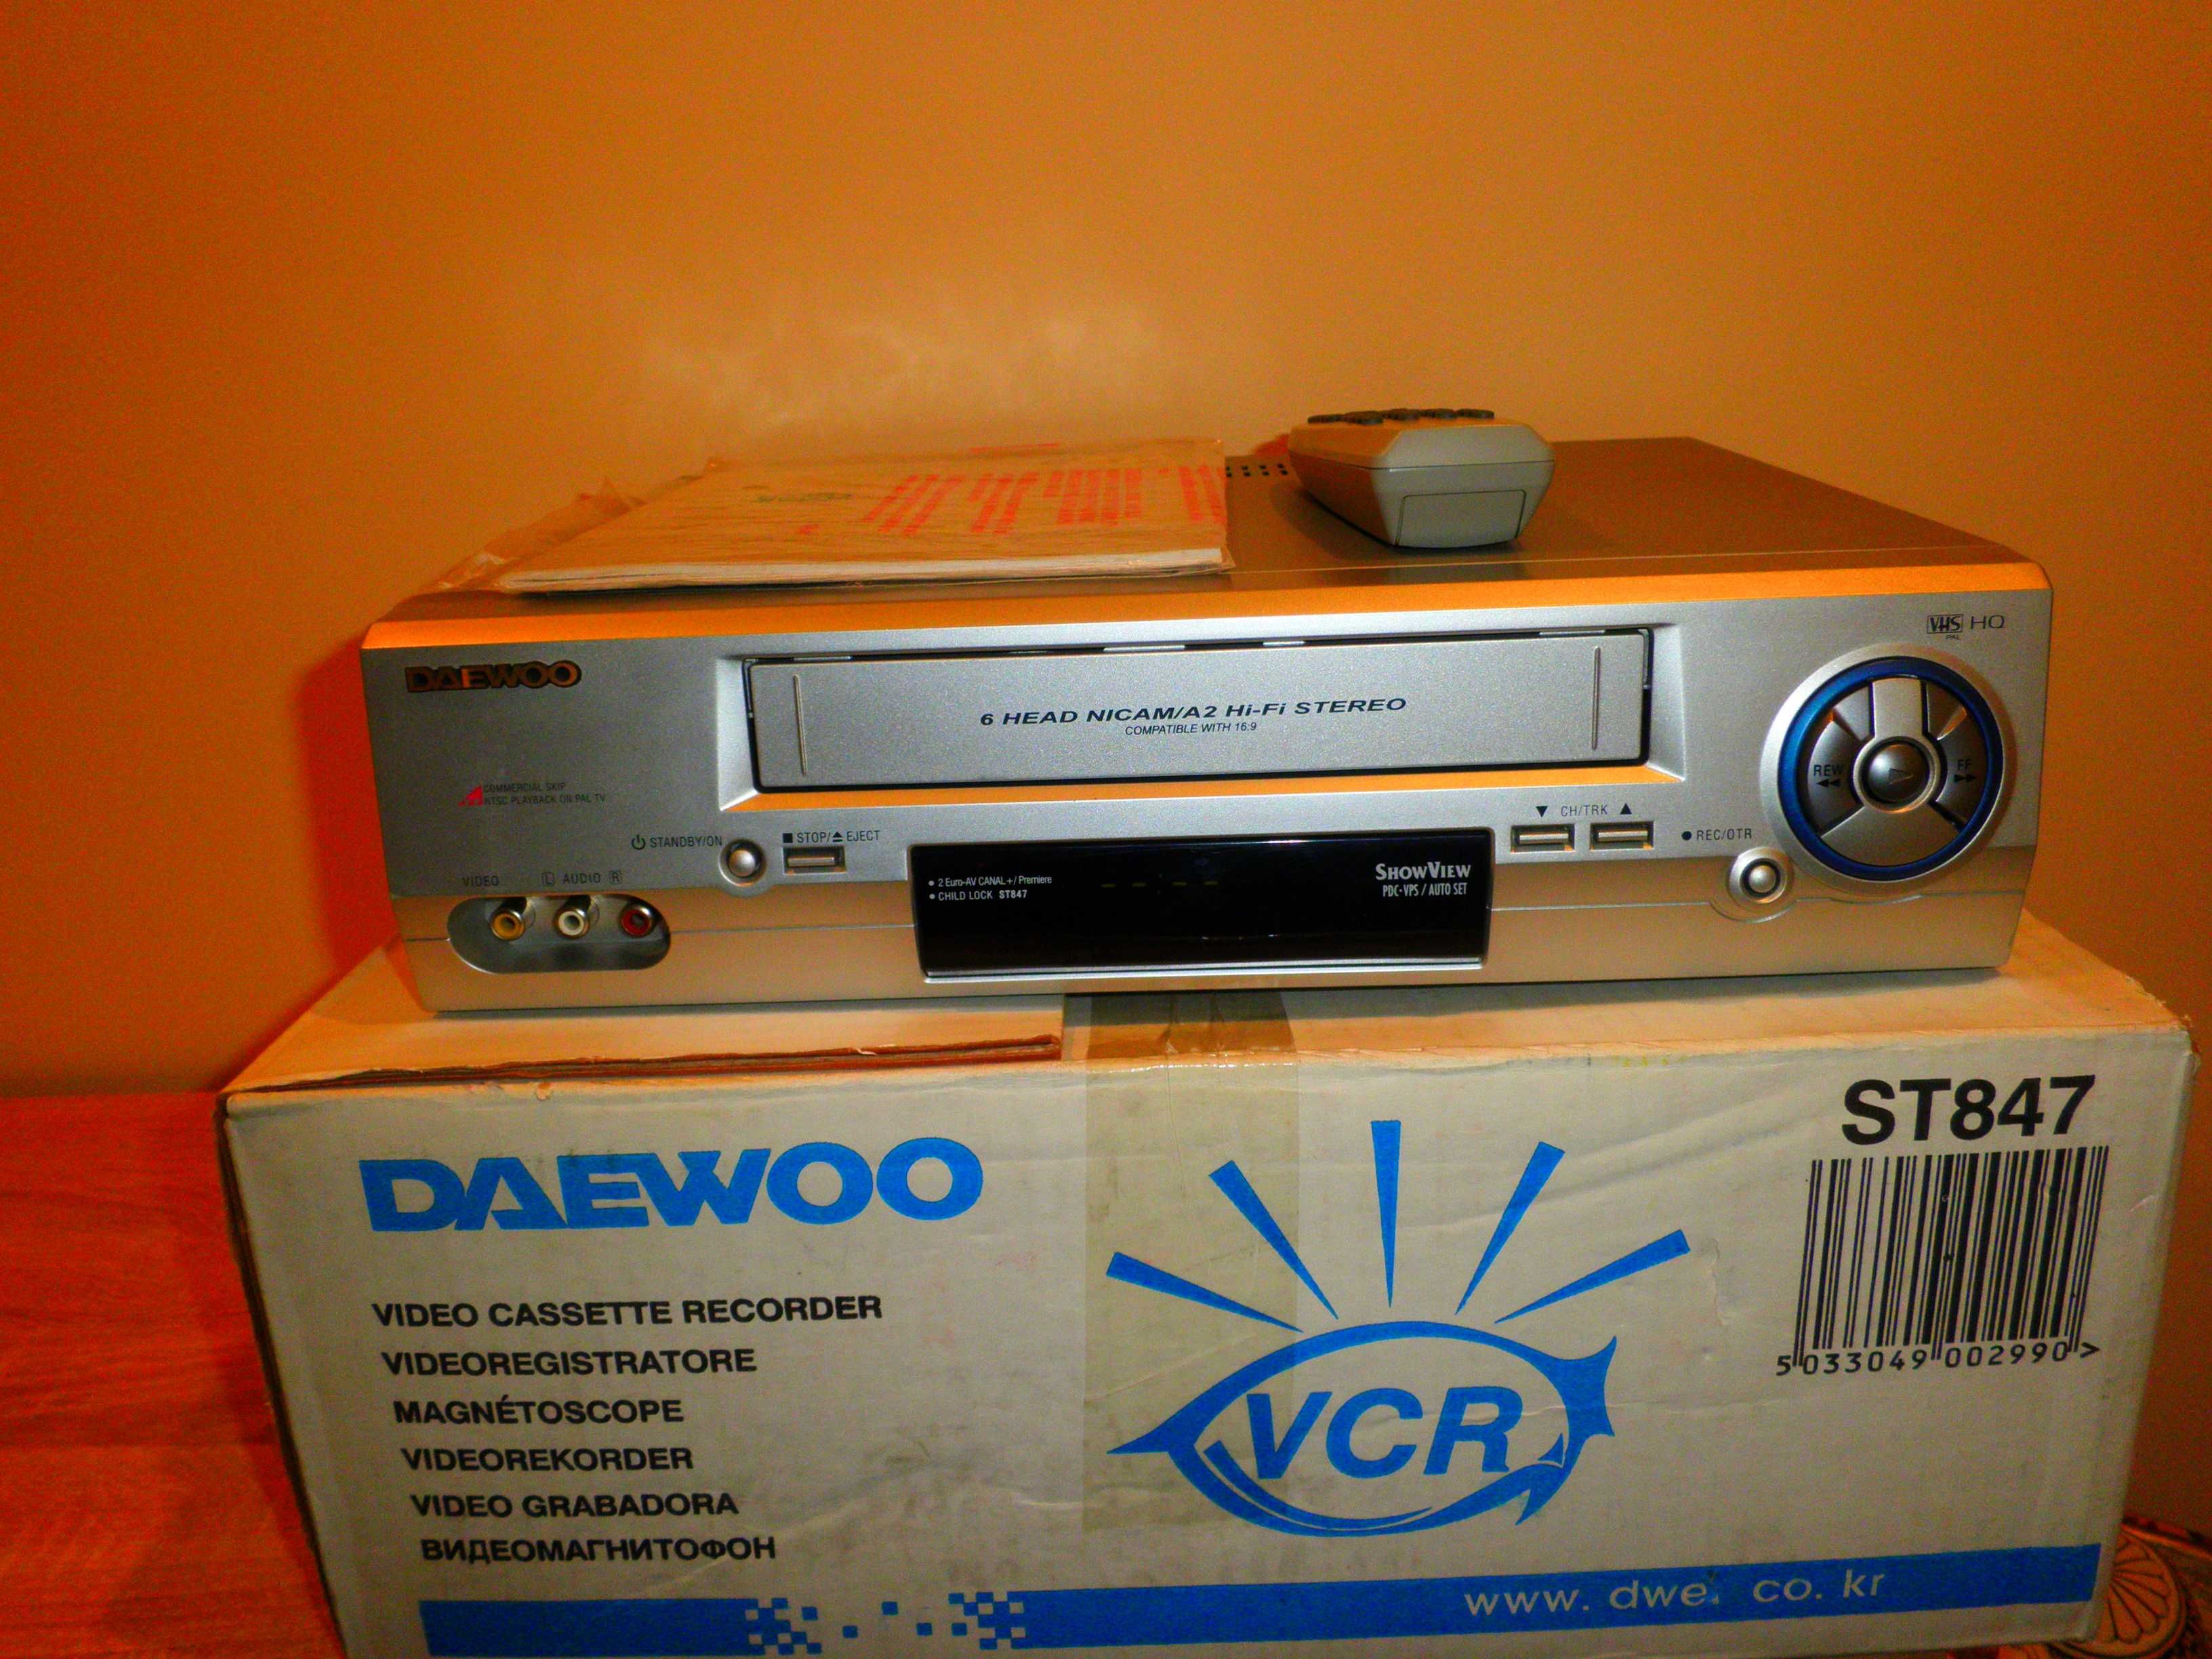 DAEWOO
VHS HQ
PAL
6 HEAD NICAM/A2 Hi-Fi STEREO
COMPATIBLE WITH 16:9
COMMERCIAL SKIP
NTSC PLAYBACK ON PAL TV
REW
FF
STANDBY/ON
STOP/ EJECT
CH/TRK
REC/OTR
VIDEO L AUDIO R
2 Euro-AV CANAL+/ Premiere
CHILD LOCK ST847
SHOWVIEW
PDC-VPS / AUTO SET
ST847
DAEWOO
5 033049 002990 >
VIDEO CASSETTE RECORDER
VIDEOREGISTRATORE
MAGNÉTOSCOPE
VIDEOREKORDER
VIDEO GRABADORA
ВИДЕОМАГНИТОФОН
VCR
www. dwe. co. kr